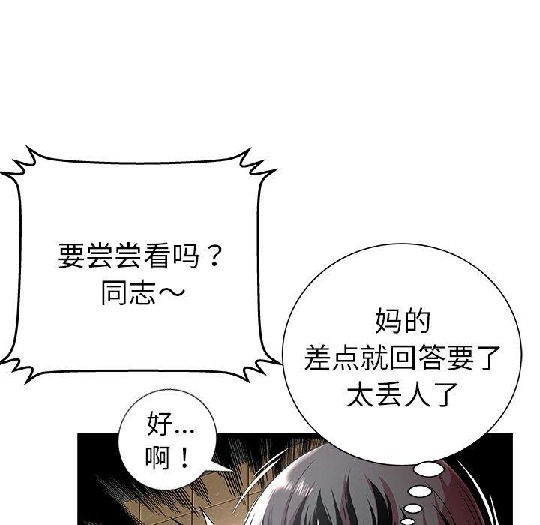 要尝尝看吗？
同志～
妈的
差点就回答要了
太丢人了
好...
啊！